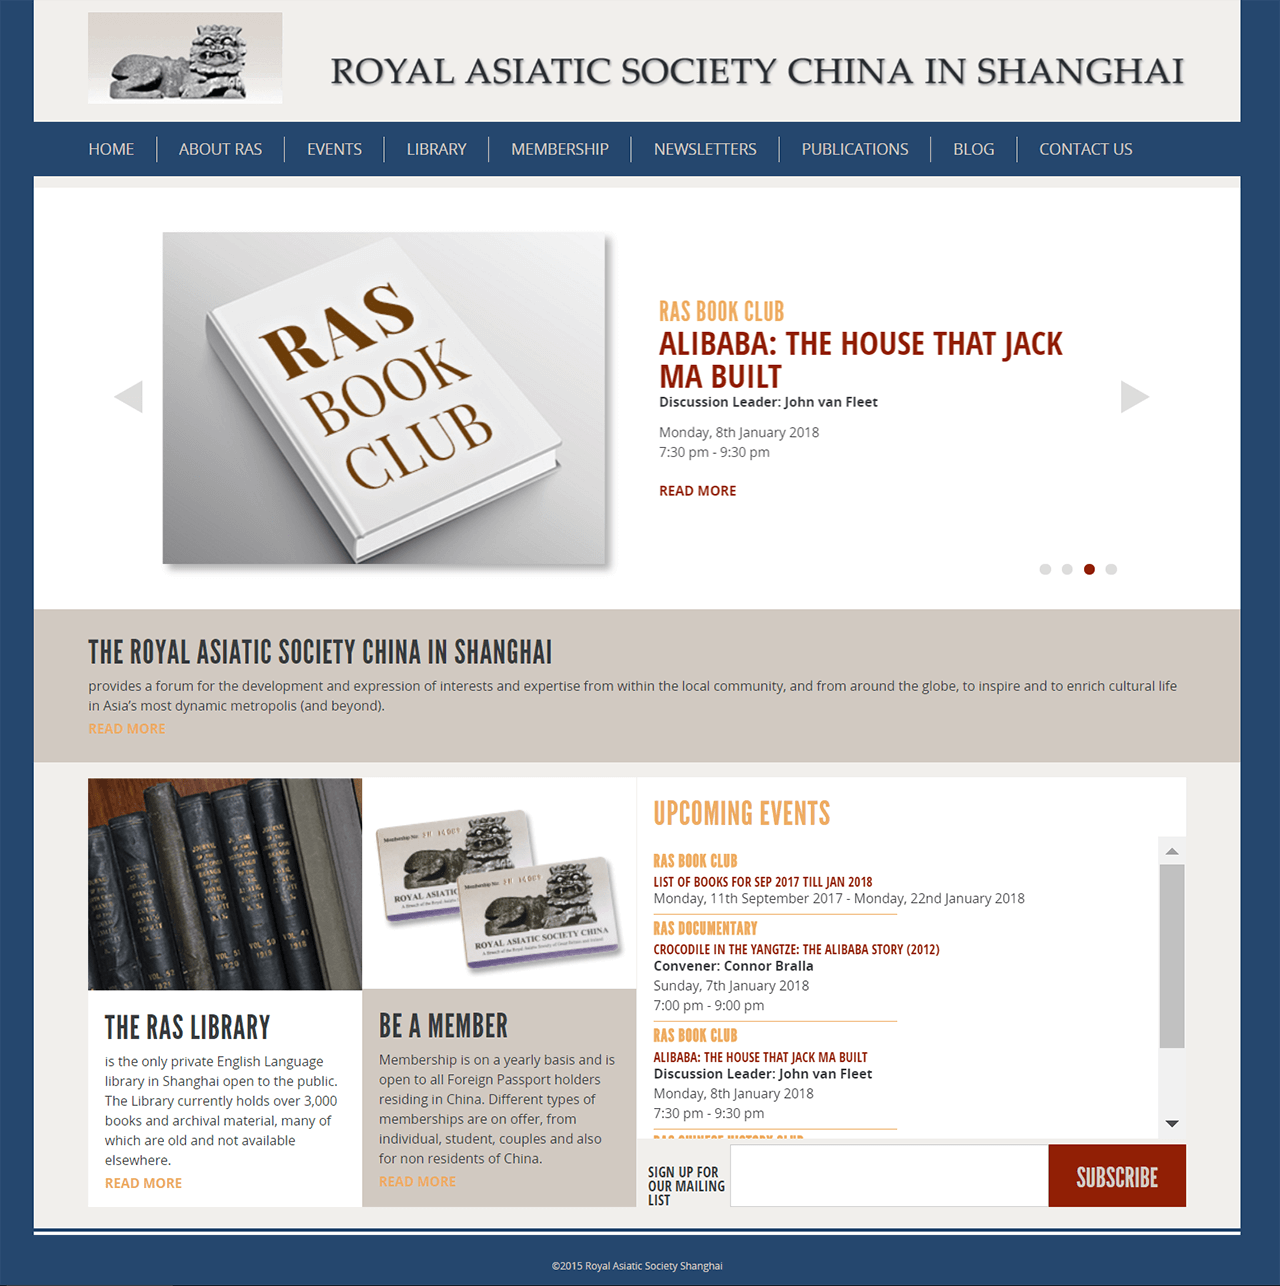 ROYAL ASIATIC SOCIETY CHINA IN SHANGHAI
HOME
ABOUT RAS
EVENTS
LIBRARY
MEMBERSHIP
NEWSLETTERS
PUBLICATIONS
BLOG
CONTACT US
RAS
BOOK
CLUB
RAS BOOK CLUB
ALIBABA: THE HOUSE THAT JACK
MA BUILT
Discussion Leader: John van Fleet
Monday, 8th January 2018
7:30 pm - 9:30 pm
READ MORE
THE ROYAL ASIATIC SOCIETY CHINA IN SHANGHAI
provides a forum for the development and expression of interests and expertise from within the local community, and from around the globe, to inspire and to enrich cultural life
in Asia’s most dynamic metropolis (and beyond).
READ MORE
THE RAS LIBRARY
is the only private English Language
library in Shanghai open to the public.
The Library currently holds over 3,000
books and archival material, many of
which are old and not available
elsewhere.
READ MORE
Membership No:
ROYAL ASIATIC
Membership No:
ROYAL ASIATIC SOCIETY CHINA
BE A MEMBER
Membership is on a yearly basis and is
open to all Foreign Passport holders
residing in China. Different types of
memberships are on offer, from
individual, student, couples and also
for non residents of China.
READ MORE
UPCOMING EVENTS
RAS BOOK CLUB
LIST OF BOOKS FOR SEP 2017 TILL JAN 2018
Monday, 11th September 2017 - Monday, 22nd January 2018
RAS DOCUMENTARY
CROCODILE IN THE YANGTZE: THE ALIBABA STORY (2012)
Convener: Connor Bralla
Sunday, 7th January 2018
7:00 pm - 9:00 pm
RAS BOOK CLUB
ALIBABA: THE HOUSE THAT JACK MA BUILT
Discussion Leader: John van Fleet
Monday, 8th January 2018
7:30 pm - 9:30 pm
SIGN UP FOR
OUR MAILING
LIST
SUBSCRIBE
©2015 Royal Asiatic Society Shanghai